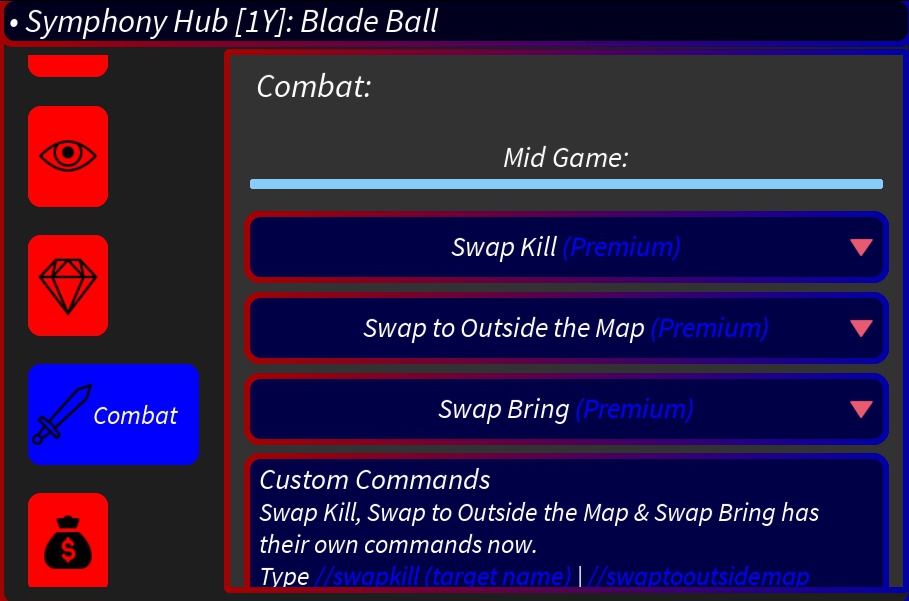 • Symphony Hub [1Y]: Blade Ball
Combat:
Mid Game:
Swap Kill (Premium)
Swap to Outside the Map (Premium)
Swap Bring (Premium)
Combat
Custom Commands
Swap Kill, Swap to Outside the Map & Swap Bring has
their own commands now.
Type //swapkill (target name) | //swaptooutsidemap
$